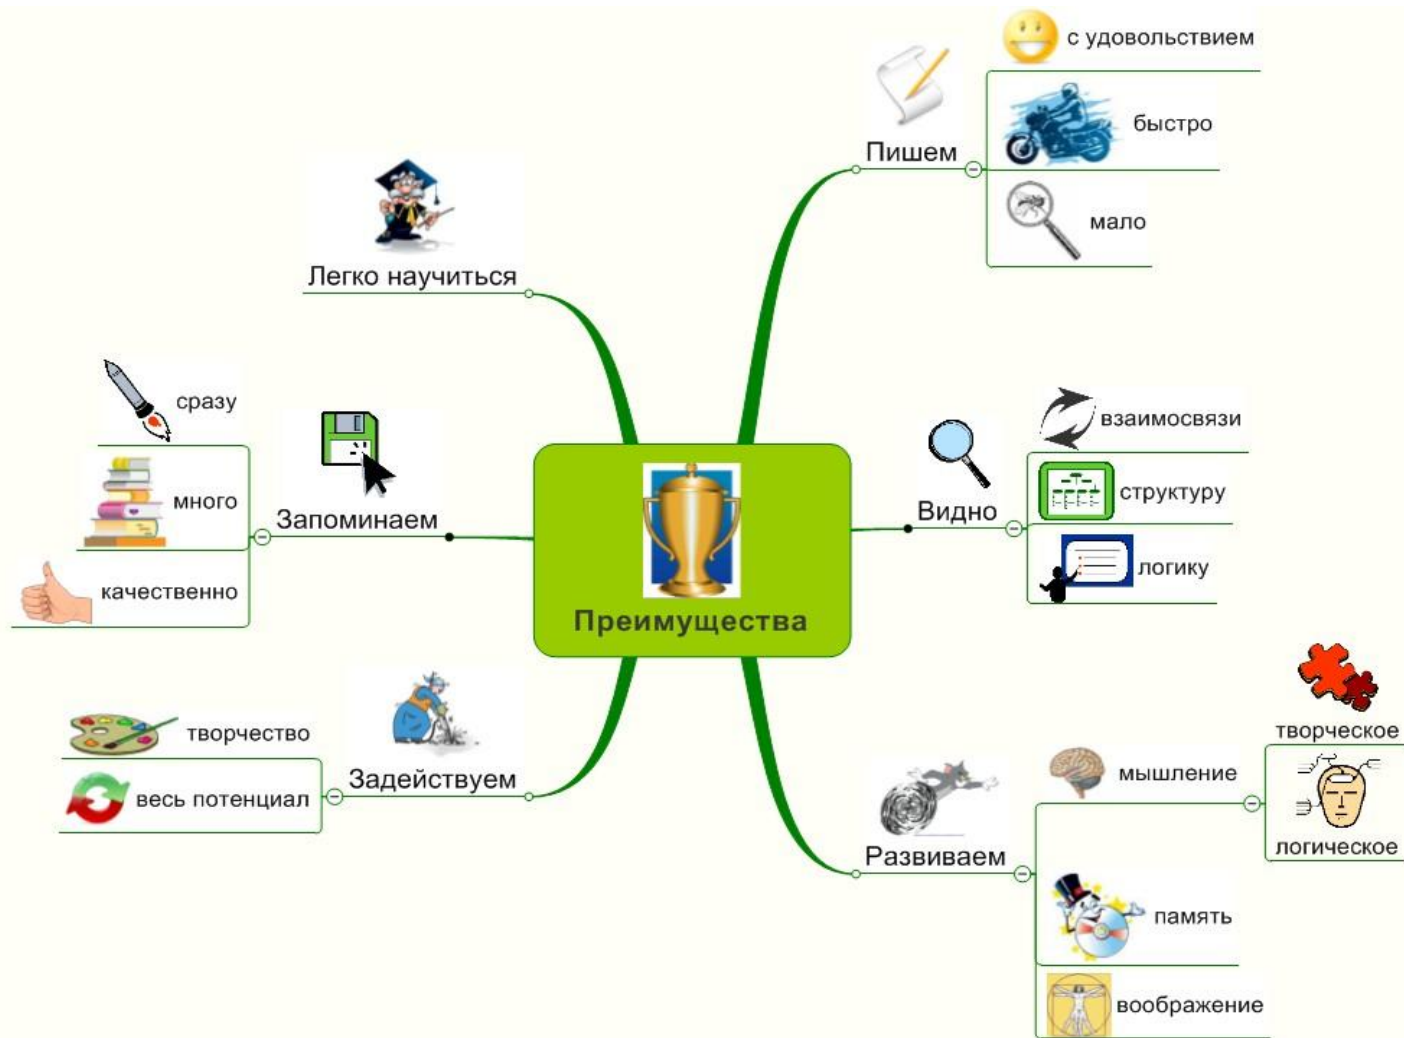 с удовольствием
быстро
Пишем
мало
Легко научиться
сразу
много
Запоминаем
качественно
взаимосвязи
Видно
структуру
логику
Преимущества
творчество
Задействуем
весь потенциал
творческое
мышление
логическое
Развиваем
память
воображение